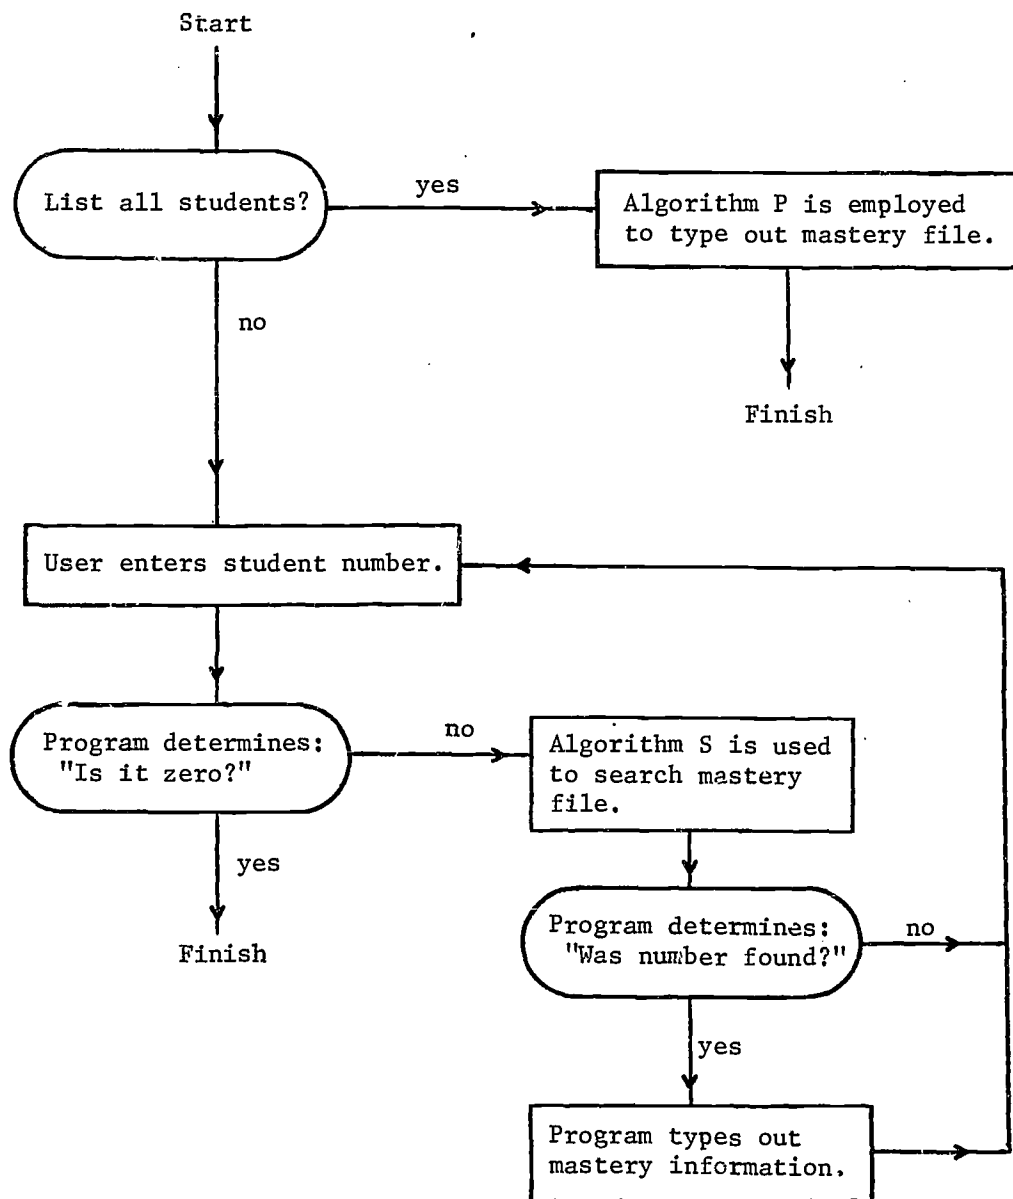 Start
List all students?
yes
Algorithm P is employed
to type out mastery file.
no
Finish
User enters student number.
Program determines:
"Is it zero?"
no
Algorithm S is used
to search mastery
file.
yes
Finish
Program determines:
"Was number found?"
no
yes
Program types out
mastery information.